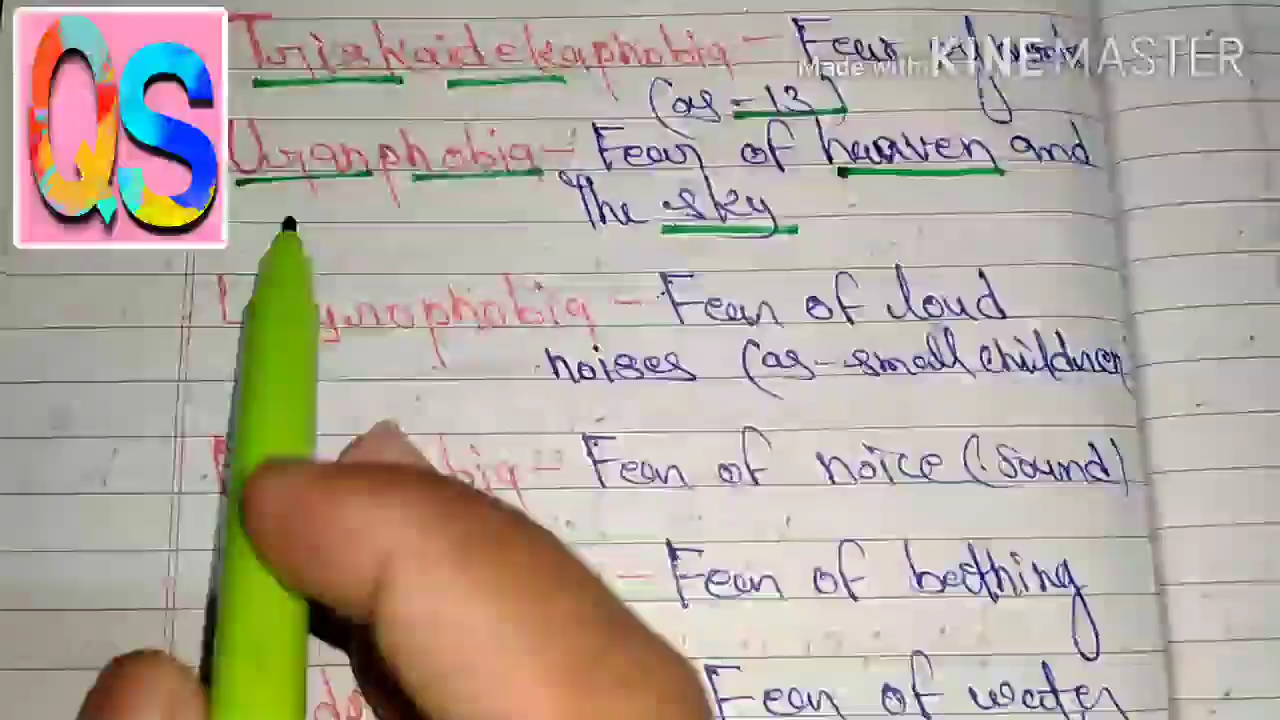 QS
Triskaidekaphobia - Fear
Made with KINEMASTER
(as - 13)
Uranphobia - Fear of heaven and
the sky
Fear of loud
noises (as - small children
Fear of noice (sound)
- Fear of bathing
Fear of water